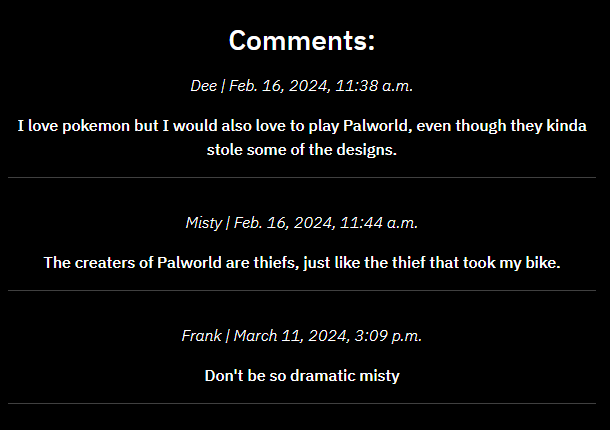 Comments:
Dee | Feb. 16, 2024, 11:38 a.m.
I love pokemon but I would also love to play Palworld, even though they kinda
stole some of the designs.
Misty | Feb. 16, 2024, 11:44 a.m.
The creaters of Palworld are thiefs, just like the thief that took my bike.
Frank | March 11, 2024, 3:09 p.m.
Don't be so dramatic misty